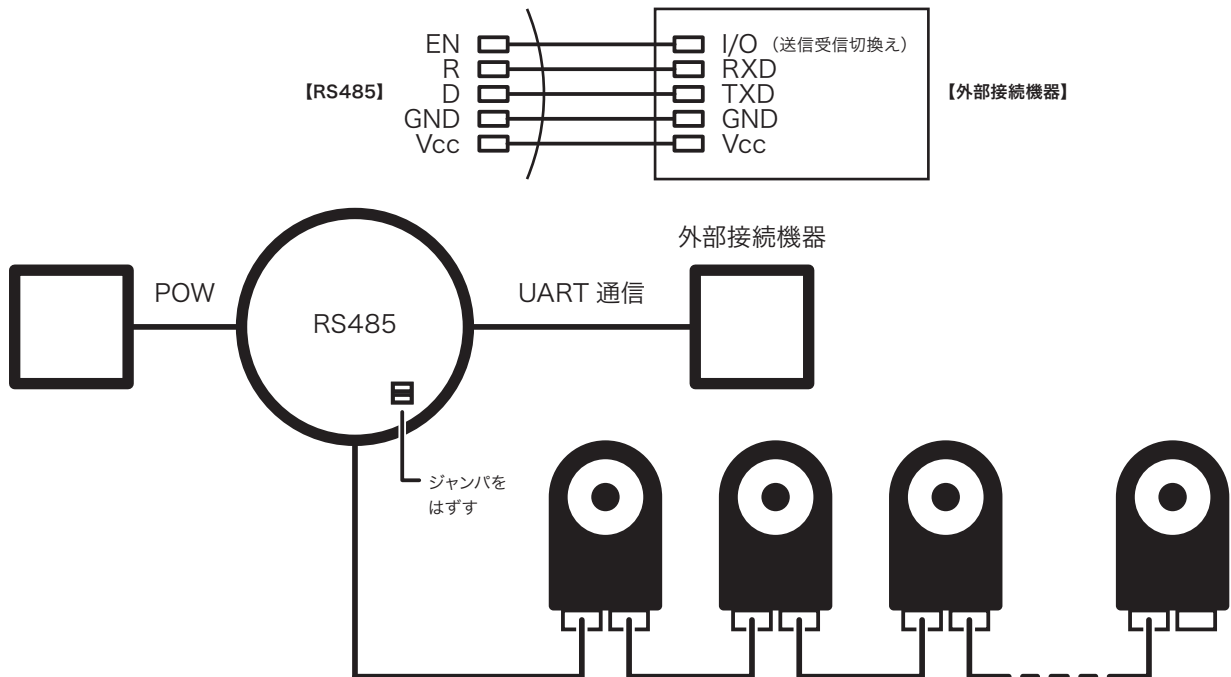 EN
I/O （送信受信切換え）
R
RXD
【RS485】
D
TXD
【外部接続機器】
GND
GND
Vcc
Vcc
外部接続機器
POW
UART 通信
RS485
ジャンパを
はずす